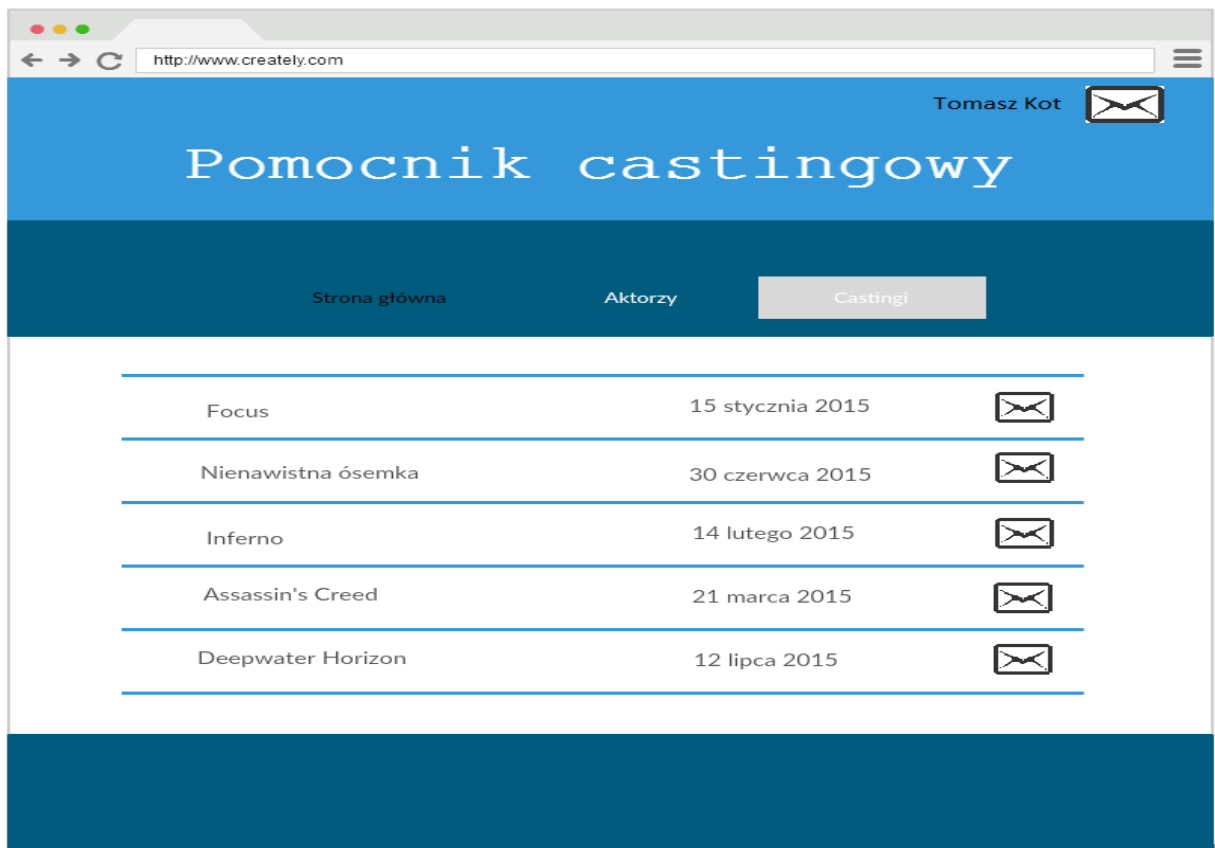 http://www.creately.com
Tomasz Kot
Pomocnik castingowy
Strona główna Aktorzy Castingi
Focus 15 stycznia 2015
Nienawistna ósemka 30 czerwca 2015
Inferno 14 lutego 2015
Assassin's Creed 21 marca 2015
Deepwater Horizon 12 lipca 2015